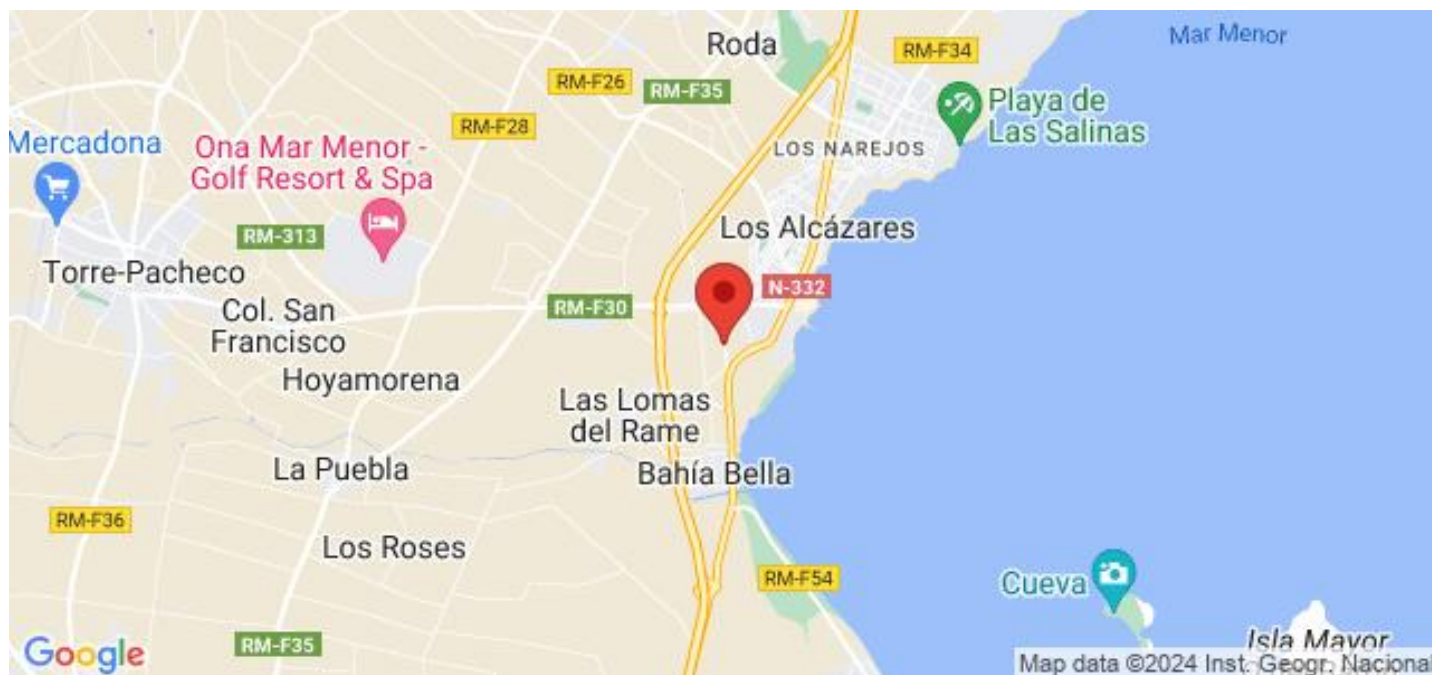 Mar Menor
Roda
RM-F34
RM-F26
RM-F35
Playa de
Las Salinas
RM-F28
Mercadona
Ona Mar Menor -
Golf Resort & Spa
LOS NAREJOS
RM-313
Los Alcázares
Torre-Pacheco
N-332
Col. San
Francisco
RM-F30
Hoyamorena
Las Lomas
del Rame
La Puebla
Bahía Bella
RM-F36
Los Roses
RM-F54
Cueva
RM-F35
Isla Mayor
Google
Map data ©2024 Inst. Geogr. Nacional